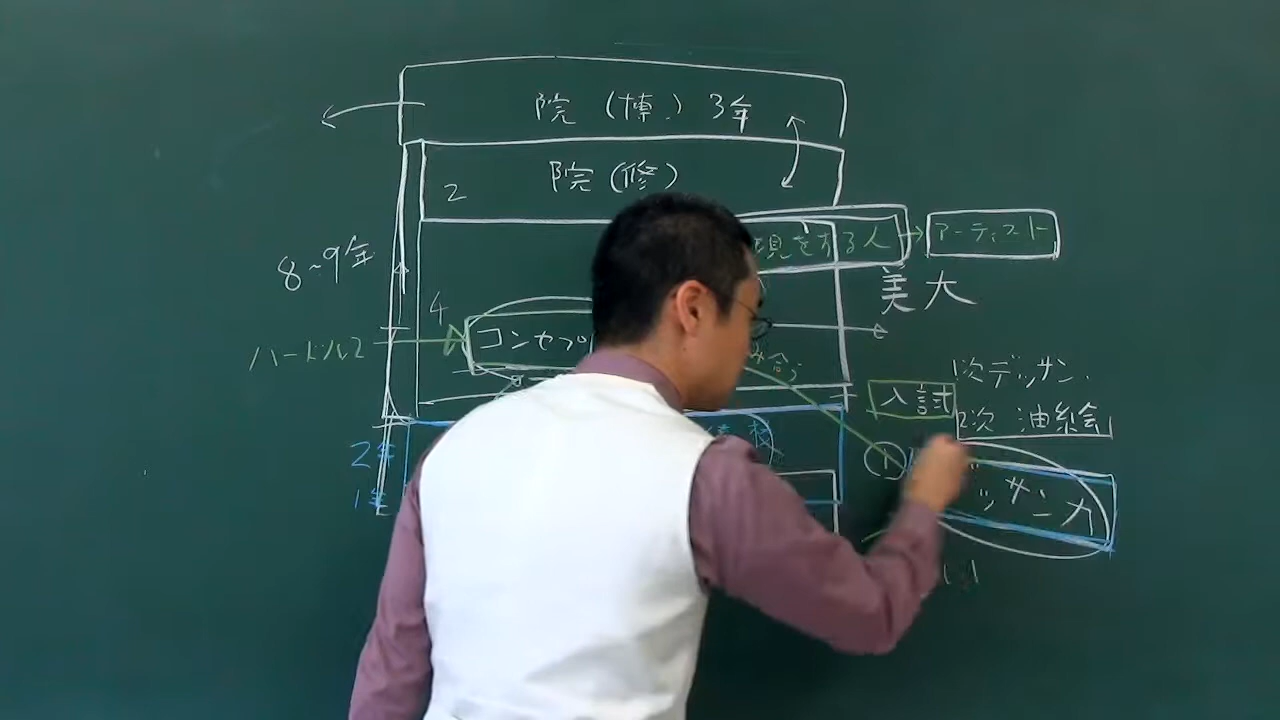 院（博）3年
2 院（修）
現をする人 アーティスト
8~9年
美大
4
ハードル2 コンセプ
1次デッサン
入試
2次 油絵
2年
1年
① デッサン力